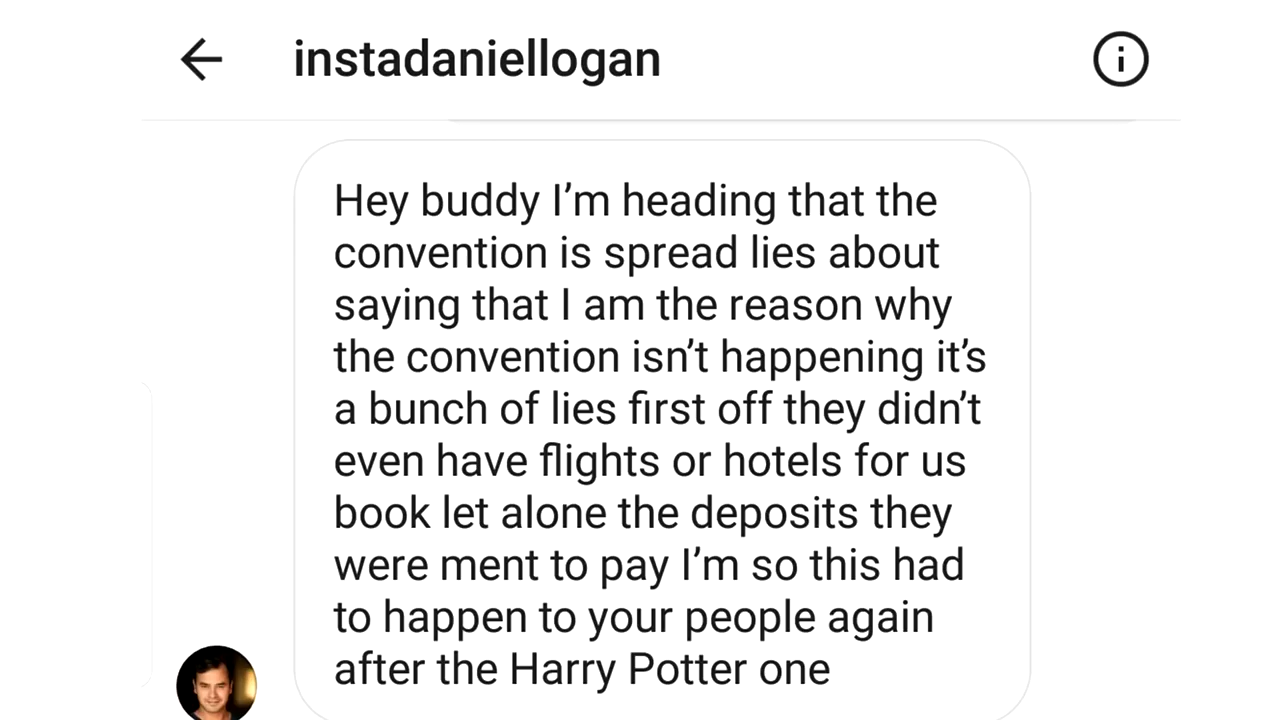 instadaniellogan
Hey buddy I’m heading that the
convention is spread lies about
saying that I am the reason why
the convention isn’t happening it’s
a bunch of lies first off they didn’t
even have flights or hotels for us
book let alone the deposits they
were ment to pay I’m so this had
to happen to your people again
after the Harry Potter one